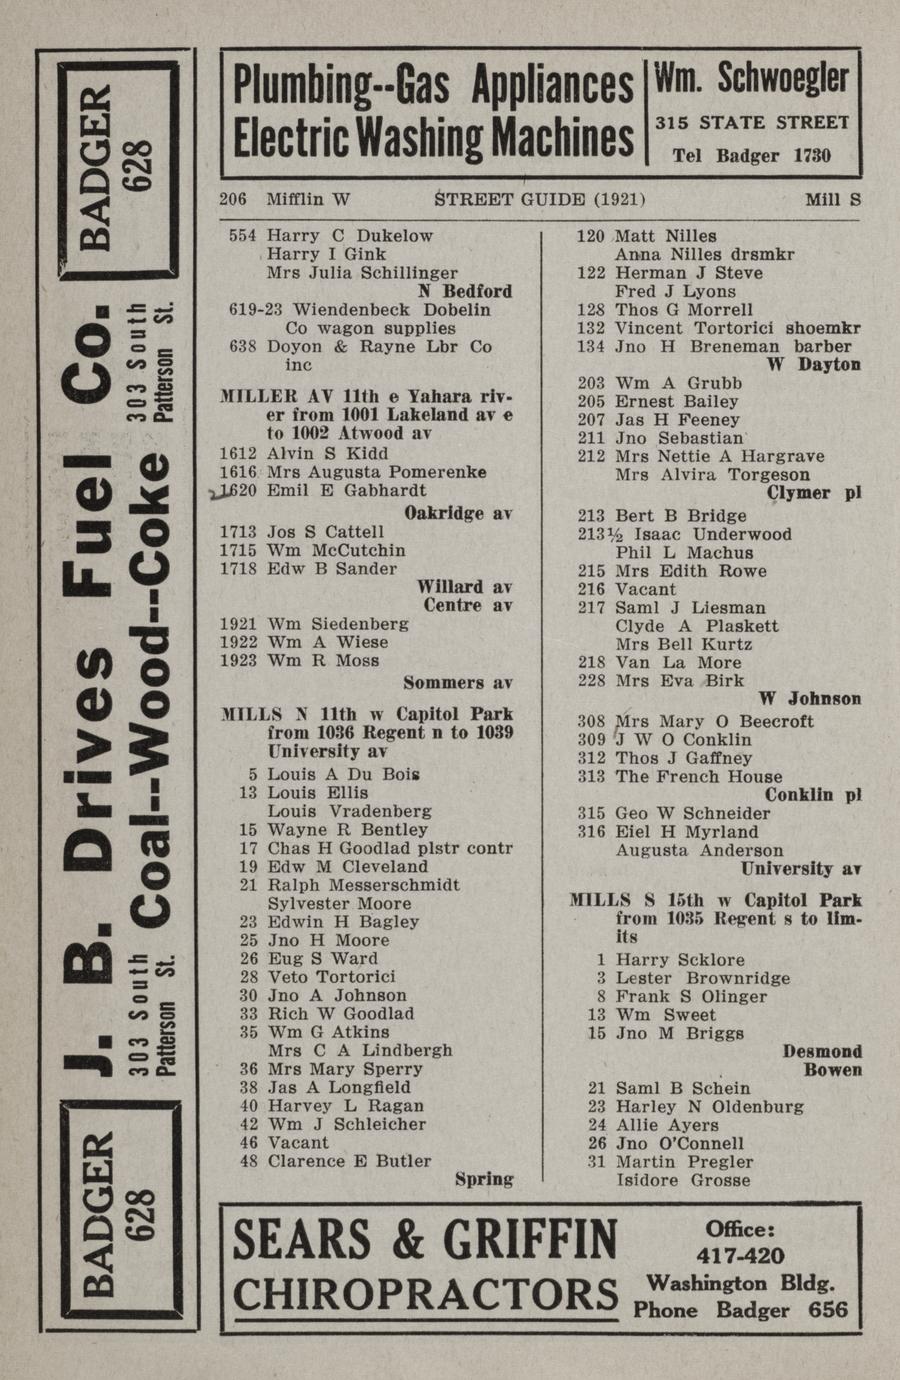 Plumbing--Gas Appliances
Electric Washing Machines
Wm. Schwoegler
315 STATE STREET
Tel Badger 1730
BADGER
628
J. B. Drives Fuel Co.
303 South
Patterson St.
Coal--Wood--Coke
303 South
Patterson St.
BADGER
628
206 Mifflin W STREET GUIDE (1921) Mill S
554 Harry C Dukelow
Harry I Gink
Mrs Julia Schillinger
N Bedford
619-23 Wiendenbeck Dobelin
Co wagon supplies
638 Doyon & Rayne Lbr Co
inc
MILLER AV 11th e Yahara riv-
er from 1001 Lakeland av e
to 1002 Atwood av
1612 Alvin S Kidd
1616 Mrs Augusta Pomerenke
1620 Emil E Gabhardt
Oakridge av
1713 Jos S Cattell
1715 Wm McCutchin
1718 Edw B Sander
Willard av
Centre av
1921 Wm Siedenberg
1922 Wm A Wiese
1923 Wm R Moss
Sommers av
MILLS N 11th w Capitol Park
from 1036 Regent n to 1039
University av
5 Louis A Du Bois
13 Louis Ellis
Louis Vradenberg
15 Wayne R Bentley
17 Chas H Goodlad plstr contr
19 Edw M Cleveland
21 Ralph Messerschmidt
Sylvester Moore
23 Edwin H Bagley
25 Jno H Moore
26 Eug S Ward
28 Veto Tortorici
30 Jno A Johnson
33 Rich W Goodlad
35 Wm G Atkins
Mrs C A Lindbergh
36 Mrs Mary Sperry
38 Jas A Longfield
40 Harvey L Ragan
42 Wm J Schleicher
46 Vacant
48 Clarence E Butler
Spring
120 Matt Nilles
Anna Nilles drsmkr
122 Herman J Steve
Fred J Lyons
128 Thos G Morrell
132 Vincent Tortorici shoemkr
134 Jno H Breneman barber
W Dayton
203 Wm A Grubb
205 Ernest Bailey
207 Jas H Feeney
211 Jno Sebastian
212 Mrs Nettie A Hargrave
Mrs Alvira Torgeson
Clymer pl
213 Bert B Bridge
213½ Isaac Underwood
Phil L Machus
215 Mrs Edith Rowe
216 Vacant
217 Saml J Liesman
Clyde A Plaskett
Mrs Bell Kurtz
218 Van La More
228 Mrs Eva Birk
W Johnson
308 Mrs Mary O Beecroft
309 J W O Conklin
312 Thos J Gaffney
313 The French House
Conklin pl
315 Geo W Schneider
316 Eiel H Myrland
Augusta Anderson
University av
MILLS S 15th w Capitol Park
from 1035 Regent s to lim-
its
1 Harry Scklore
3 Lester Brownridge
8 Frank S Olinger
13 Wm Sweet
15 Jno M Briggs
Desmond
Bowen
21 Saml B Schein
23 Harley N Oldenburg
24 Allie Ayers
26 Jno O'Connell
31 Martin Pregler
Isidore Grosse
SEARS & GRIFFIN
CHIROPRACTORS
Office:
417-420
Washington Bldg.
Phone Badger 656